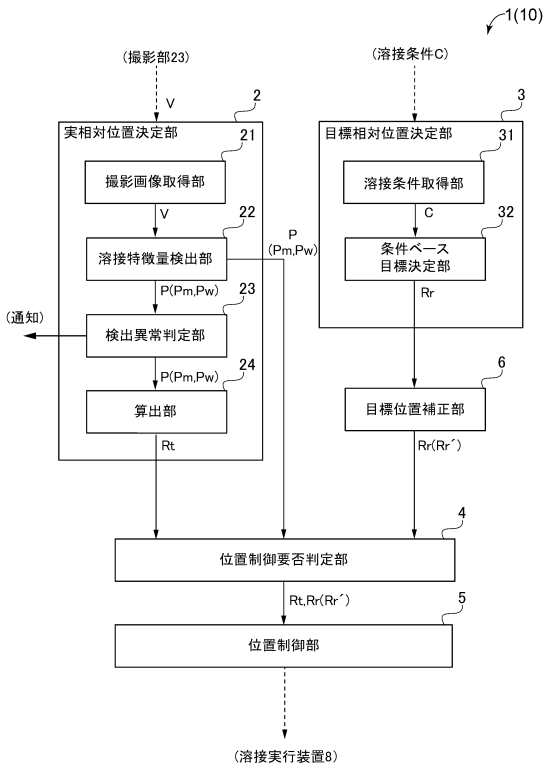 1(10)
(撮影部23)
(溶接条件C)
V
2
3
実相対位置決定部
目標相対位置決定部
21
31
撮影画像取得部
溶接条件取得部
V
C
22
32
溶接特徴量検出部
条件ベース
目標決定部
P
(Pm,Pw)
P(Pm,Pw)
Rr
23
(通知)
検出異常判定部
P(Pm,Pw)
24
6
算出部
目標位置補正部
Rt
Rr(Rr´)
4
位置制御要否判定部
Rt,Rr(Rr´)
5
位置制御部
(溶接実行装置8)